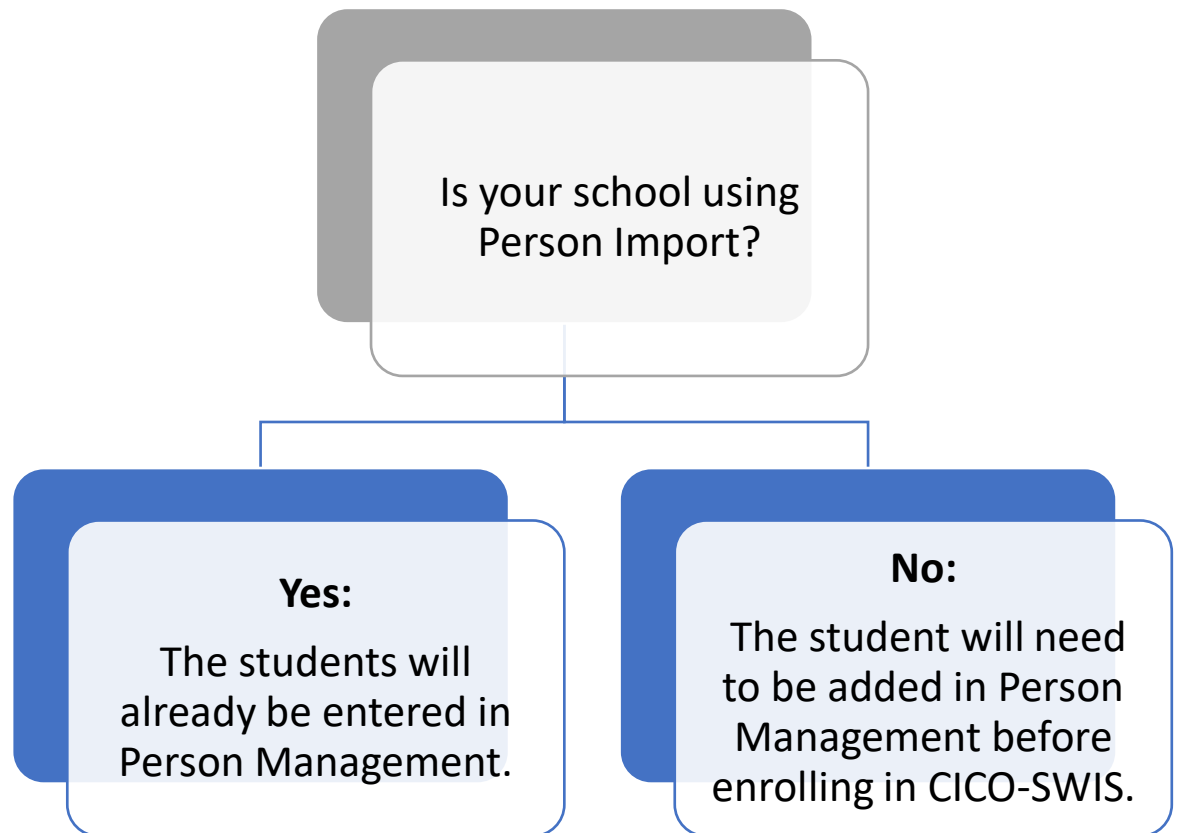 Is your school using
Person Import?
Yes:
The students will
already be entered in
Person Management.
No:
The student will need
to be added in Person
Management before
enrolling in CICO-SWIS.